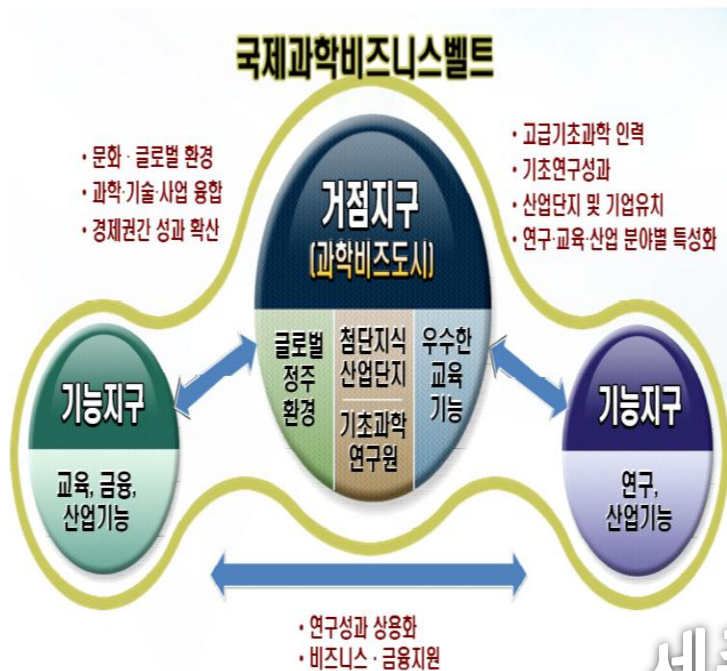 국제과학비즈니스벨트
• 문화 · 글로벌 환경
• 과학·기술·사업 융합
• 경제권간 성과 확산
• 고급기초과학 인력
• 기초연구성과
• 산업단지 및 기업유치
• 연구·교육·산업 분야별 특성화
거점지구
(과학비즈도시)
글로벌
정주
환경
첨단지식
산업단지
기초과학
연구원
우수한
교육
기능
기능지구
교육, 금융,
산업기능
기능지구
연구,
산업기능
• 연구성과 상용화
• 비즈니스 · 금융지원